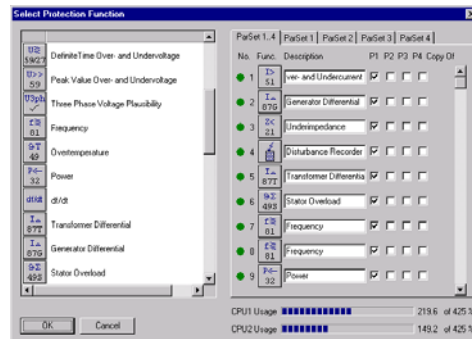 Select Protection Function
59/27 DefiniteTime Over- and Undervoltage
U>> 59 Peak Value Over- and Undervoltage
U3ph Three Phase Voltage Plausibility
81 Frequency
49 Overtemperature
32 Power
df/dt df/dt
87T Transformer Differential
87G Generator Differential
49S Stator Overload
OK Cancel
ParSet 1..4 ParSet 1 ParSet 2 ParSet 3 ParSet 4
No. Func. Description P1 P2 P3 P4 Copy Of
1 I> 51 ver- and Undercurrent
2 87G Generator Differential
3 Z< 21 Underimpedance
4 Disturbance Recorder
5 87T Transformer Differentia
6 49S Stator Overload
7 81 Frequency
8 81 Frequency
9 32 Power
CPU1 Usage 219.6 of 425 %
CPU2 Usage 149.2 of 425 %